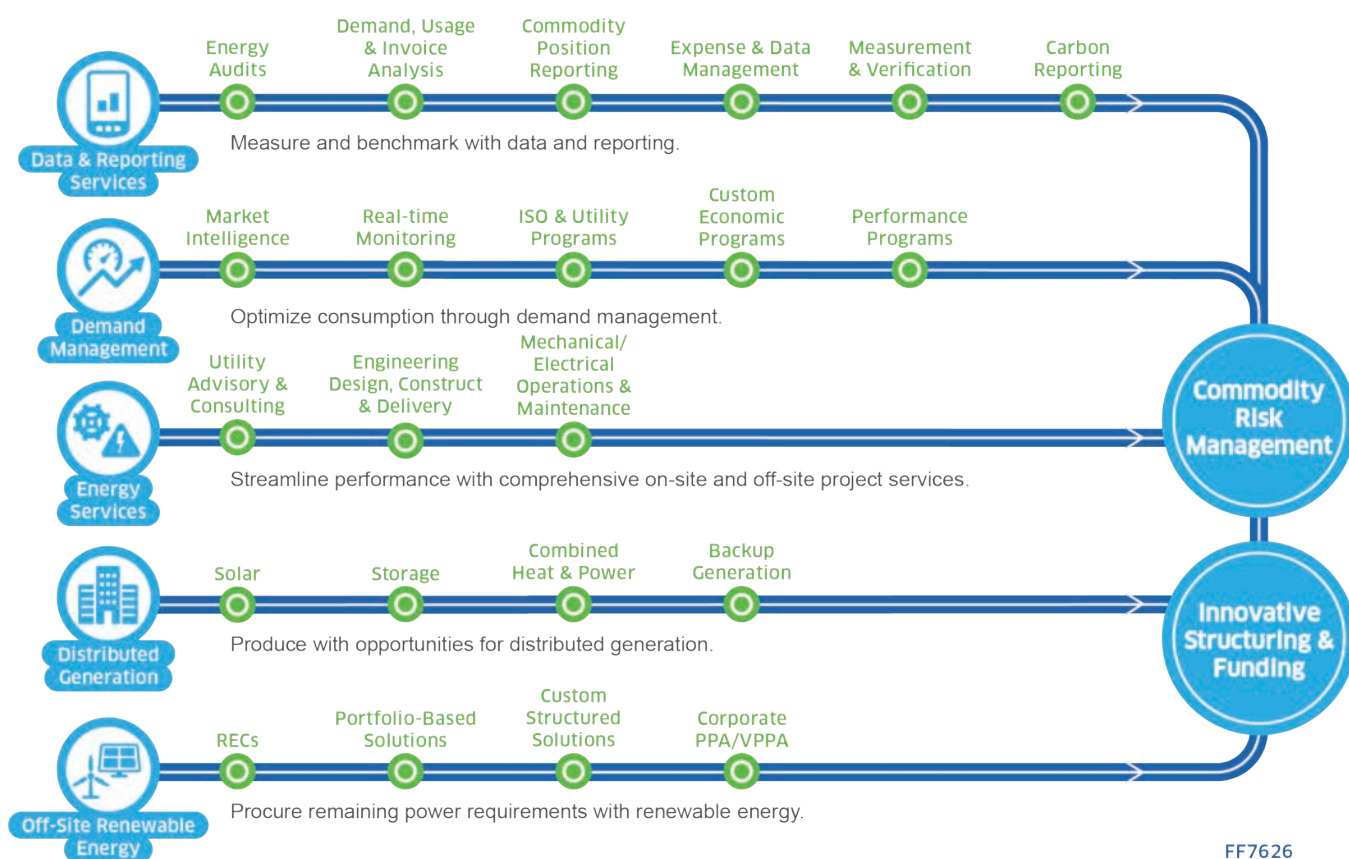 Energy
Audits
Demand, Usage
& Invoice
Analysis
Commodity
Position
Reporting
Expense & Data
Management
Measurement
& Verification
Carbon
Reporting
Data & Reporting
Services
Measure and benchmark with data and reporting.
Market
Intelligence
Real-time
Monitoring
ISO & Utility
Programs
Custom
Economic
Programs
Performance
Programs
Demand
Management
Optimize consumption through demand management.
Utility
Advisory &
Consulting
Engineering
Design, Construct
& Delivery
Mechanical/
Electrical
Operations &
Maintenance
Energy
Services
Streamline performance with comprehensive on-site and off-site project services.
Commodity
Risk
Management
Solar
Storage
Combined
Heat & Power
Backup
Generation
Distributed
Generation
Produce with opportunities for distributed generation.
Innovative
Structuring &
Funding
RECs
Portfolio-Based
Solutions
Custom
Structured
Solutions
Corporate
PPA/VPPA
Off-Site Renewable
Energy
Procure remaining power requirements with renewable energy.
FF7626